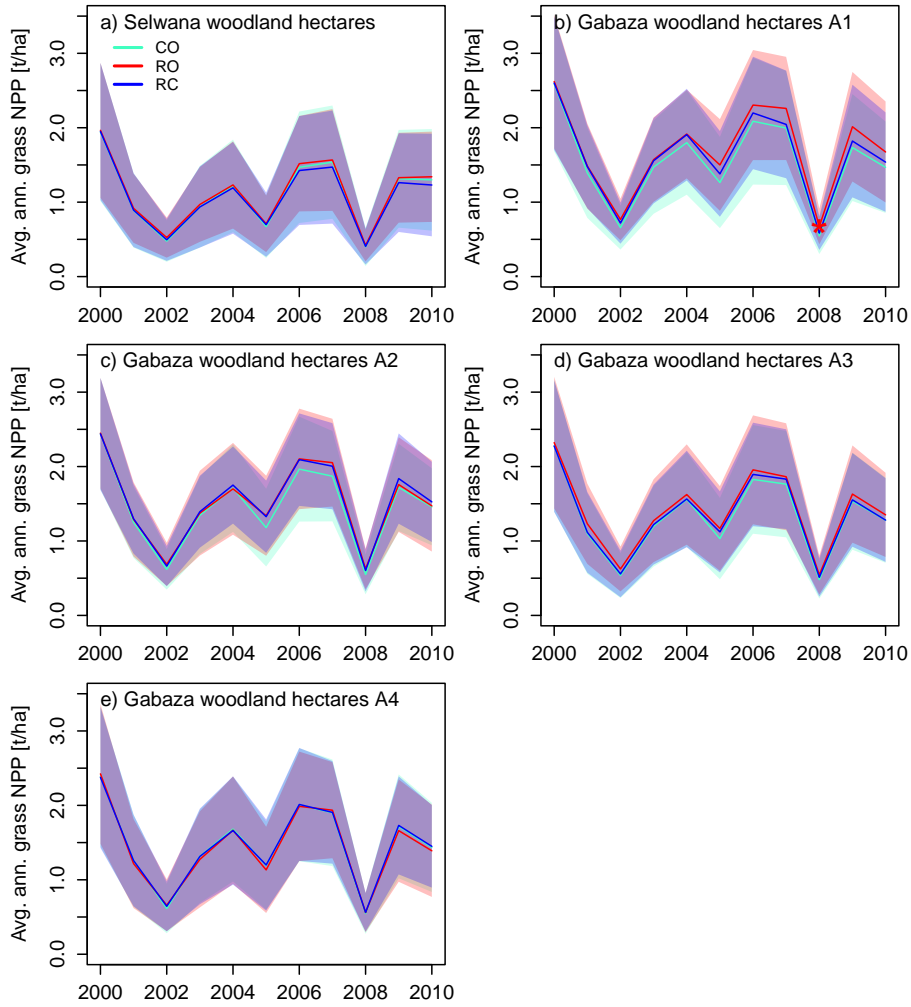 a) Selwana woodland hectares
CO
RO
RC
Avg. ann. grass NPP [t/ha]
3.0
2.0
1.0
0.0
2000 2002 2004 2006 2008 2010
b) Gabaza woodland hectares A1
Avg. ann. grass NPP [t/ha]
3.0
2.0
1.0
0.0
2000 2002 2004 2006 2008 2010
c) Gabaza woodland hectares A2
Avg. ann. grass NPP [t/ha]
3.0
2.0
1.0
0.0
2000 2002 2004 2006 2008 2010
d) Gabaza woodland hectares A3
Avg. ann. grass NPP [t/ha]
3.0
2.0
1.0
0.0
2000 2002 2004 2006 2008 2010
e) Gabaza woodland hectares A4
Avg. ann. grass NPP [t/ha]
3.0
2.0
1.0
0.0
2000 2002 2004 2006 2008 2010